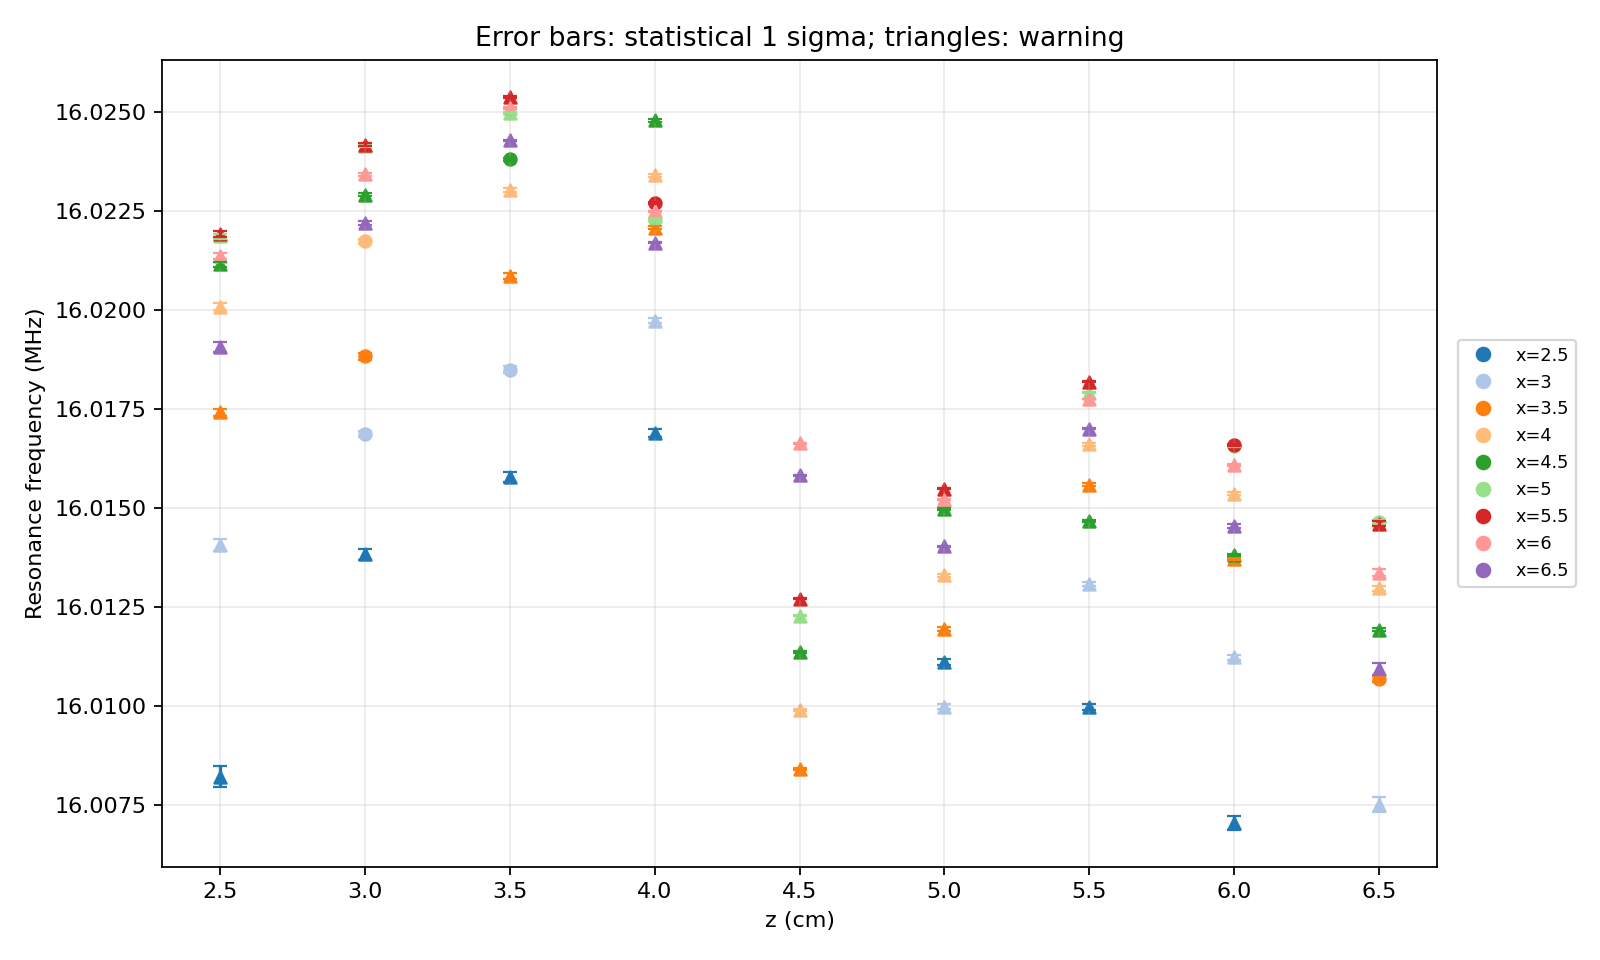 Error bars: statistical 1 sigma; triangles: warning
Resonance frequency (MHz)
16.0250
16.0225
16.0200
16.0175
16.0150
16.0125
16.0100
16.0075
2.5 3.0 3.5 4.0 4.5 5.0 5.5 6.0 6.5
z (cm)
x=2.5
x=3
x=3.5
x=4
x=4.5
x=5
x=5.5
x=6
x=6.5